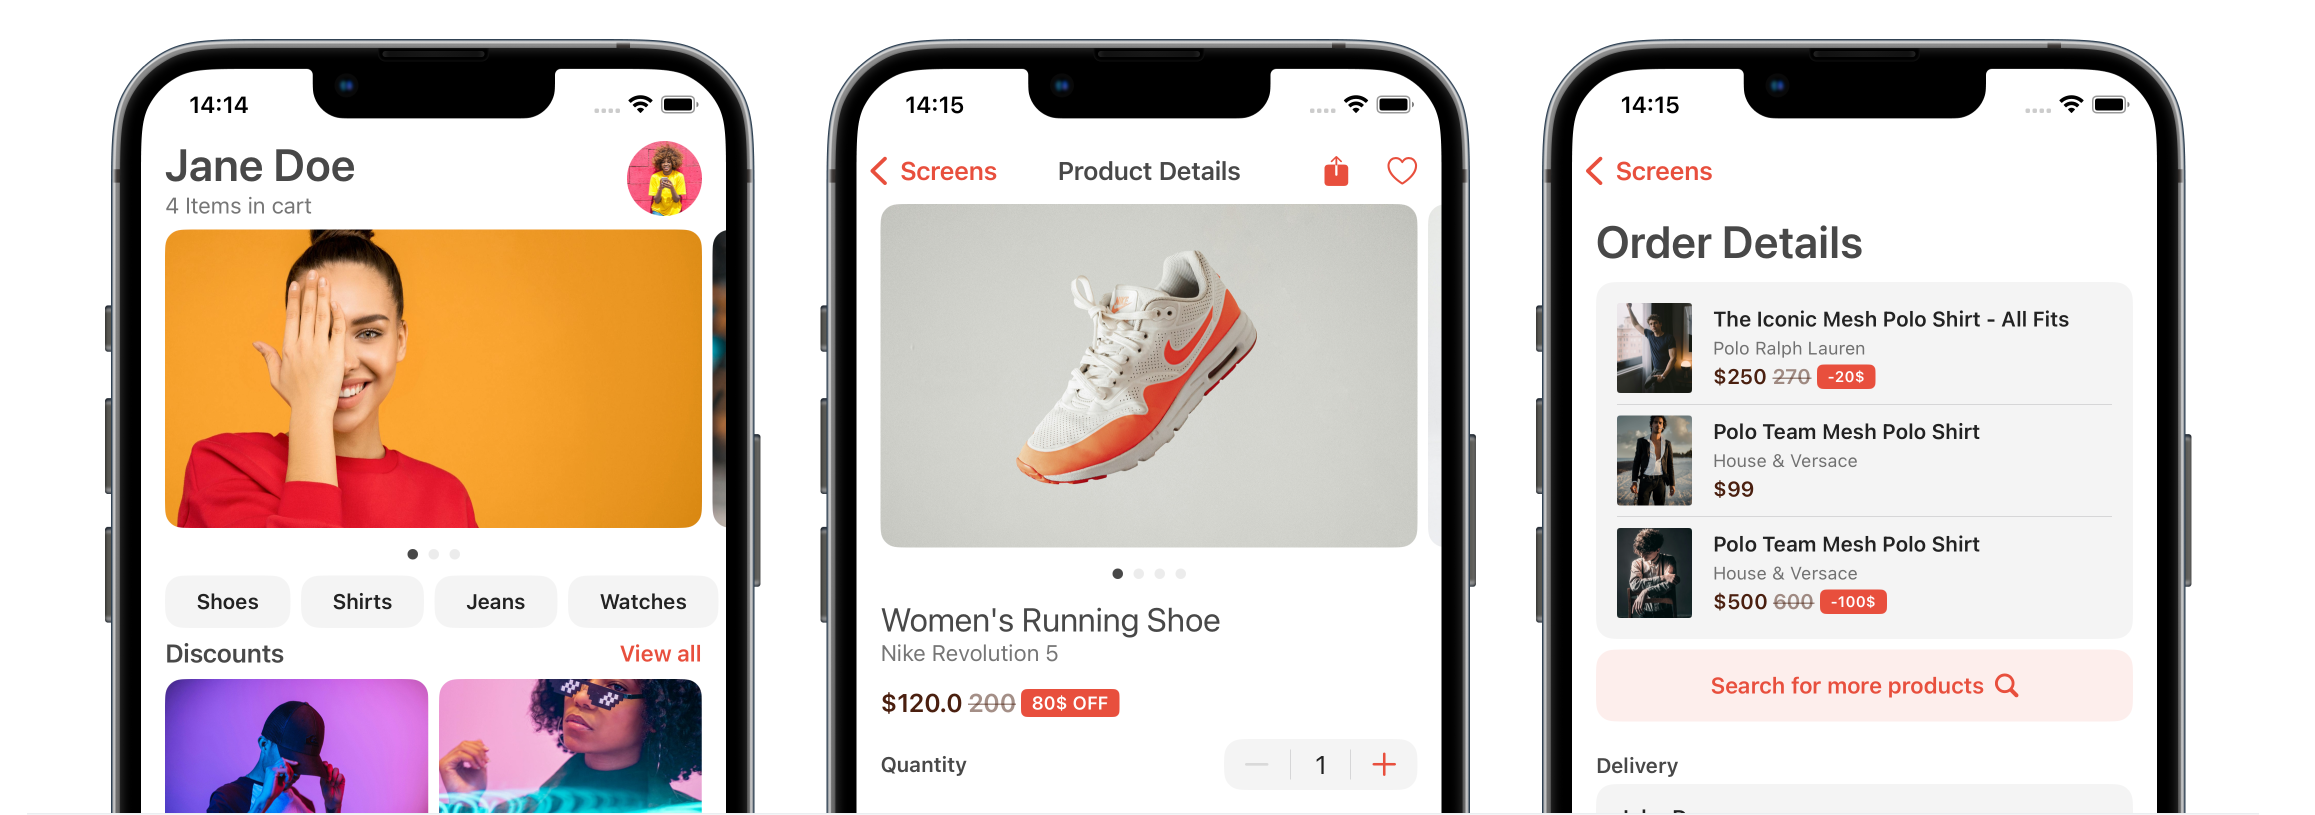 14:14
Jane Doe
4 Items in cart
Shoes
Shirts
Jeans
Watches
Discounts
View all
14:15
Screens
Product Details
Women's Running Shoe
Nike Revolution 5
$120.0 200 80$ OFF
Quantity
1
14:15
Screens
Order Details
The Iconic Mesh Polo Shirt - All Fits
Polo Ralph Lauren
$250 270 -20$
Polo Team Mesh Polo Shirt
House & Versace
$99
Polo Team Mesh Polo Shirt
House & Versace
$500 600 -100$
Search for more products
Delivery